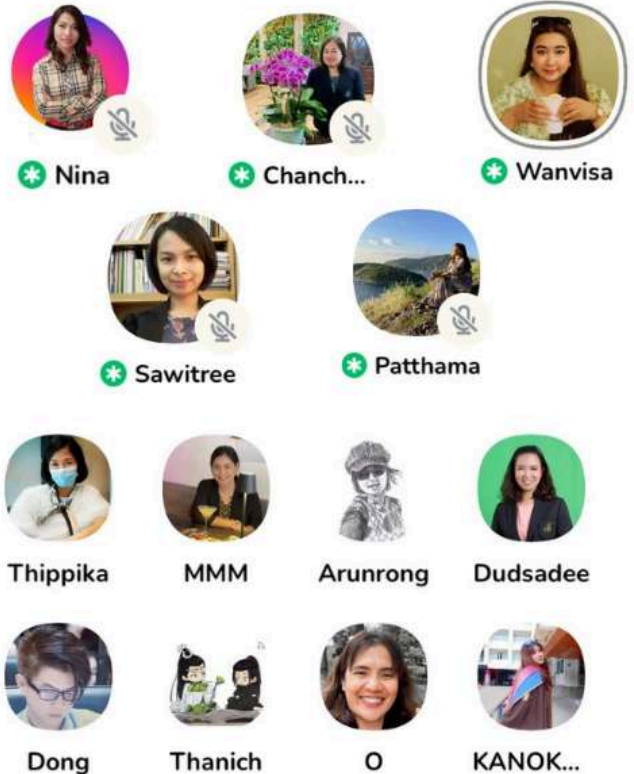 Nina
Chanch...
Wanvisa
Sawitree
Patthama
Thippika
MMM
Arunrong
Dudsadee
Dong
Thanich
O
KANOK...